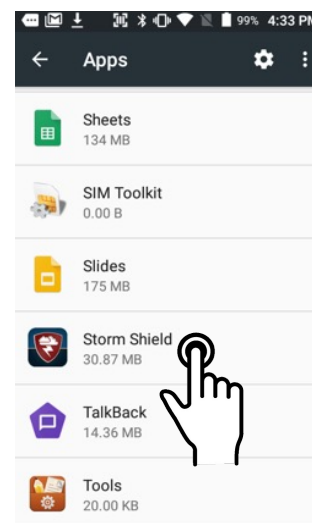 99% 4:33 PM
Apps
Sheets
134 MB
SIM Toolkit
0.00 B
Slides
175 MB
Storm Shield
30.87 MB
TalkBack
14.36 MB
Tools
20.00 KB